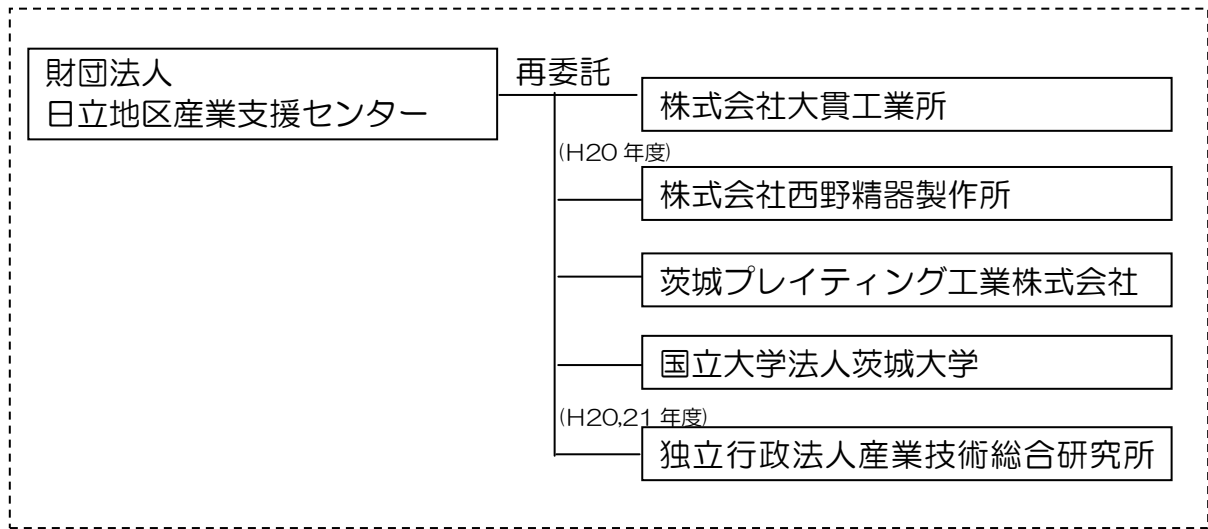 財団法人
日立地区産業支援センター
再委託
株式会社大貫工業所
(H20 年度)
株式会社西野精器製作所
茨城プレイティング工業株式会社
国立大学法人茨城大学
(H20,21 年度)
独立行政法人産業技術総合研究所